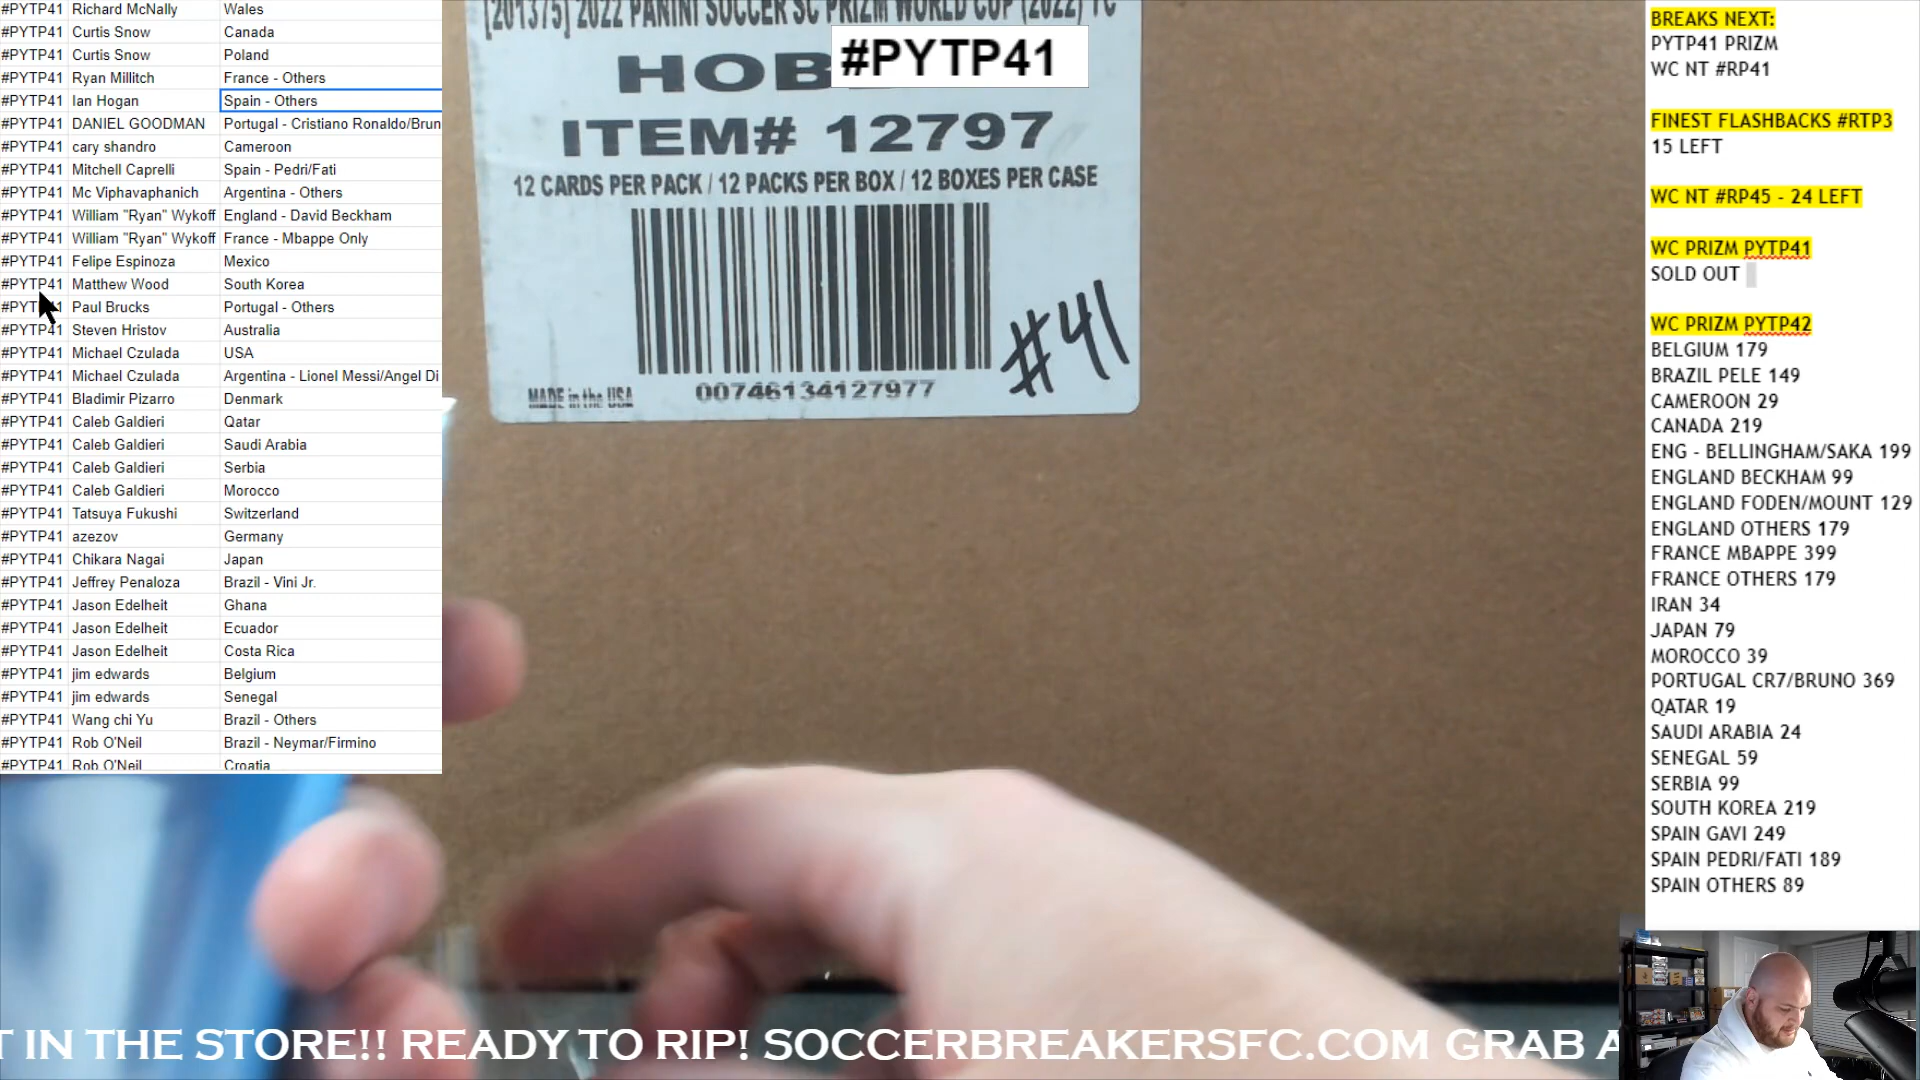 #PYTP41 Richard McNally Wales
#PYTP41 Curtis Snow Canada
#PYTP41 Curtis Snow Poland
#PYTP41 Ryan Millitch France - Others
#PYTP41 Ian Hogan Spain - Others
#PYTP41 DANIEL GOODMAN Portugal - Cristiano Ronaldo/Brun
#PYTP41 cary shandro Cameroon
#PYTP41 Mitchell Caprelli Spain - Pedri/Fati
#PYTP41 Mc Viphavaphanich Argentina - Others
#PYTP41 William "Ryan" Wykoff England - David Beckham
#PYTP41 William "Ryan" Wykoff France - Mbappe Only
#PYTP41 Felipe Espinoza Mexico
#PYTP41 Matthew Wood South Korea
#PYTP41 Paul Brucks Portugal - Others
#PYTP41 Steven Hristov Australia
#PYTP41 Michael Czulada USA
#PYTP41 Michael Czulada Argentina - Lionel Messi/Angel Di
#PYTP41 Bladimir Pizarro Denmark
#PYTP41 Caleb Galdieri Qatar
#PYTP41 Caleb Galdieri Saudi Arabia
#PYTP41 Caleb Galdieri Serbia
#PYTP41 Caleb Galdieri Morocco
#PYTP41 Tatsuya Fukushi Switzerland
#PYTP41 azezov Germany
#PYTP41 Chikara Nagai Japan
#PYTP41 Jeffrey Penaloza Brazil - Vini Jr.
#PYTP41 Jason Edelheit Ghana
#PYTP41 Jason Edelheit Ecuador
#PYTP41 Jason Edelheit Costa Rica
#PYTP41 jim edwards Belgium
#PYTP41 jim edwards Senegal
#PYTP41 Wang chi Yu Brazil - Others
#PYTP41 Rob O'Neil Brazil - Neymar/Firmino
#PYTP41 Rob O'Neil Croatia
[201375] 2022 PANINI SOCCER SC PRIZM WORLD CUP (2022) TC
HOB
#PYTP41
ITEM# 12797
12 CARDS PER PACK / 12 PACKS PER BOX / 12 BOXES PER CASE
#41
MADE in the USA
00746134127977
BREAKS NEXT:
PYTP41 PRIZM
WC NT #RP41
FINEST FLASHBACKS #RTP3
15 LEFT
WC NT #RP45 - 24 LEFT
WC PRIZM PYTP41
SOLD OUT
WC PRIZM PYTP42
BELGIUM 179
BRAZIL PELE 149
CAMEROON 29
CANADA 219
ENG - BELLINGHAM/SAKA 199
ENGLAND BECKHAM 99
ENGLAND FODEN/MOUNT 129
ENGLAND OTHERS 179
FRANCE MBAPPE 399
FRANCE OTHERS 179
IRAN 34
JAPAN 79
MOROCCO 39
PORTUGAL CR7/BRUNO 369
QATAR 19
SAUDI ARABIA 24
SENEGAL 59
SERBIA 99
SOUTH KOREA 219
SPAIN GAVI 249
SPAIN PEDRI/FATI 189
SPAIN OTHERS 89
T IN THE STORE!! READY TO RIP! SOCCERBREAKERSFC.COM GRAB A